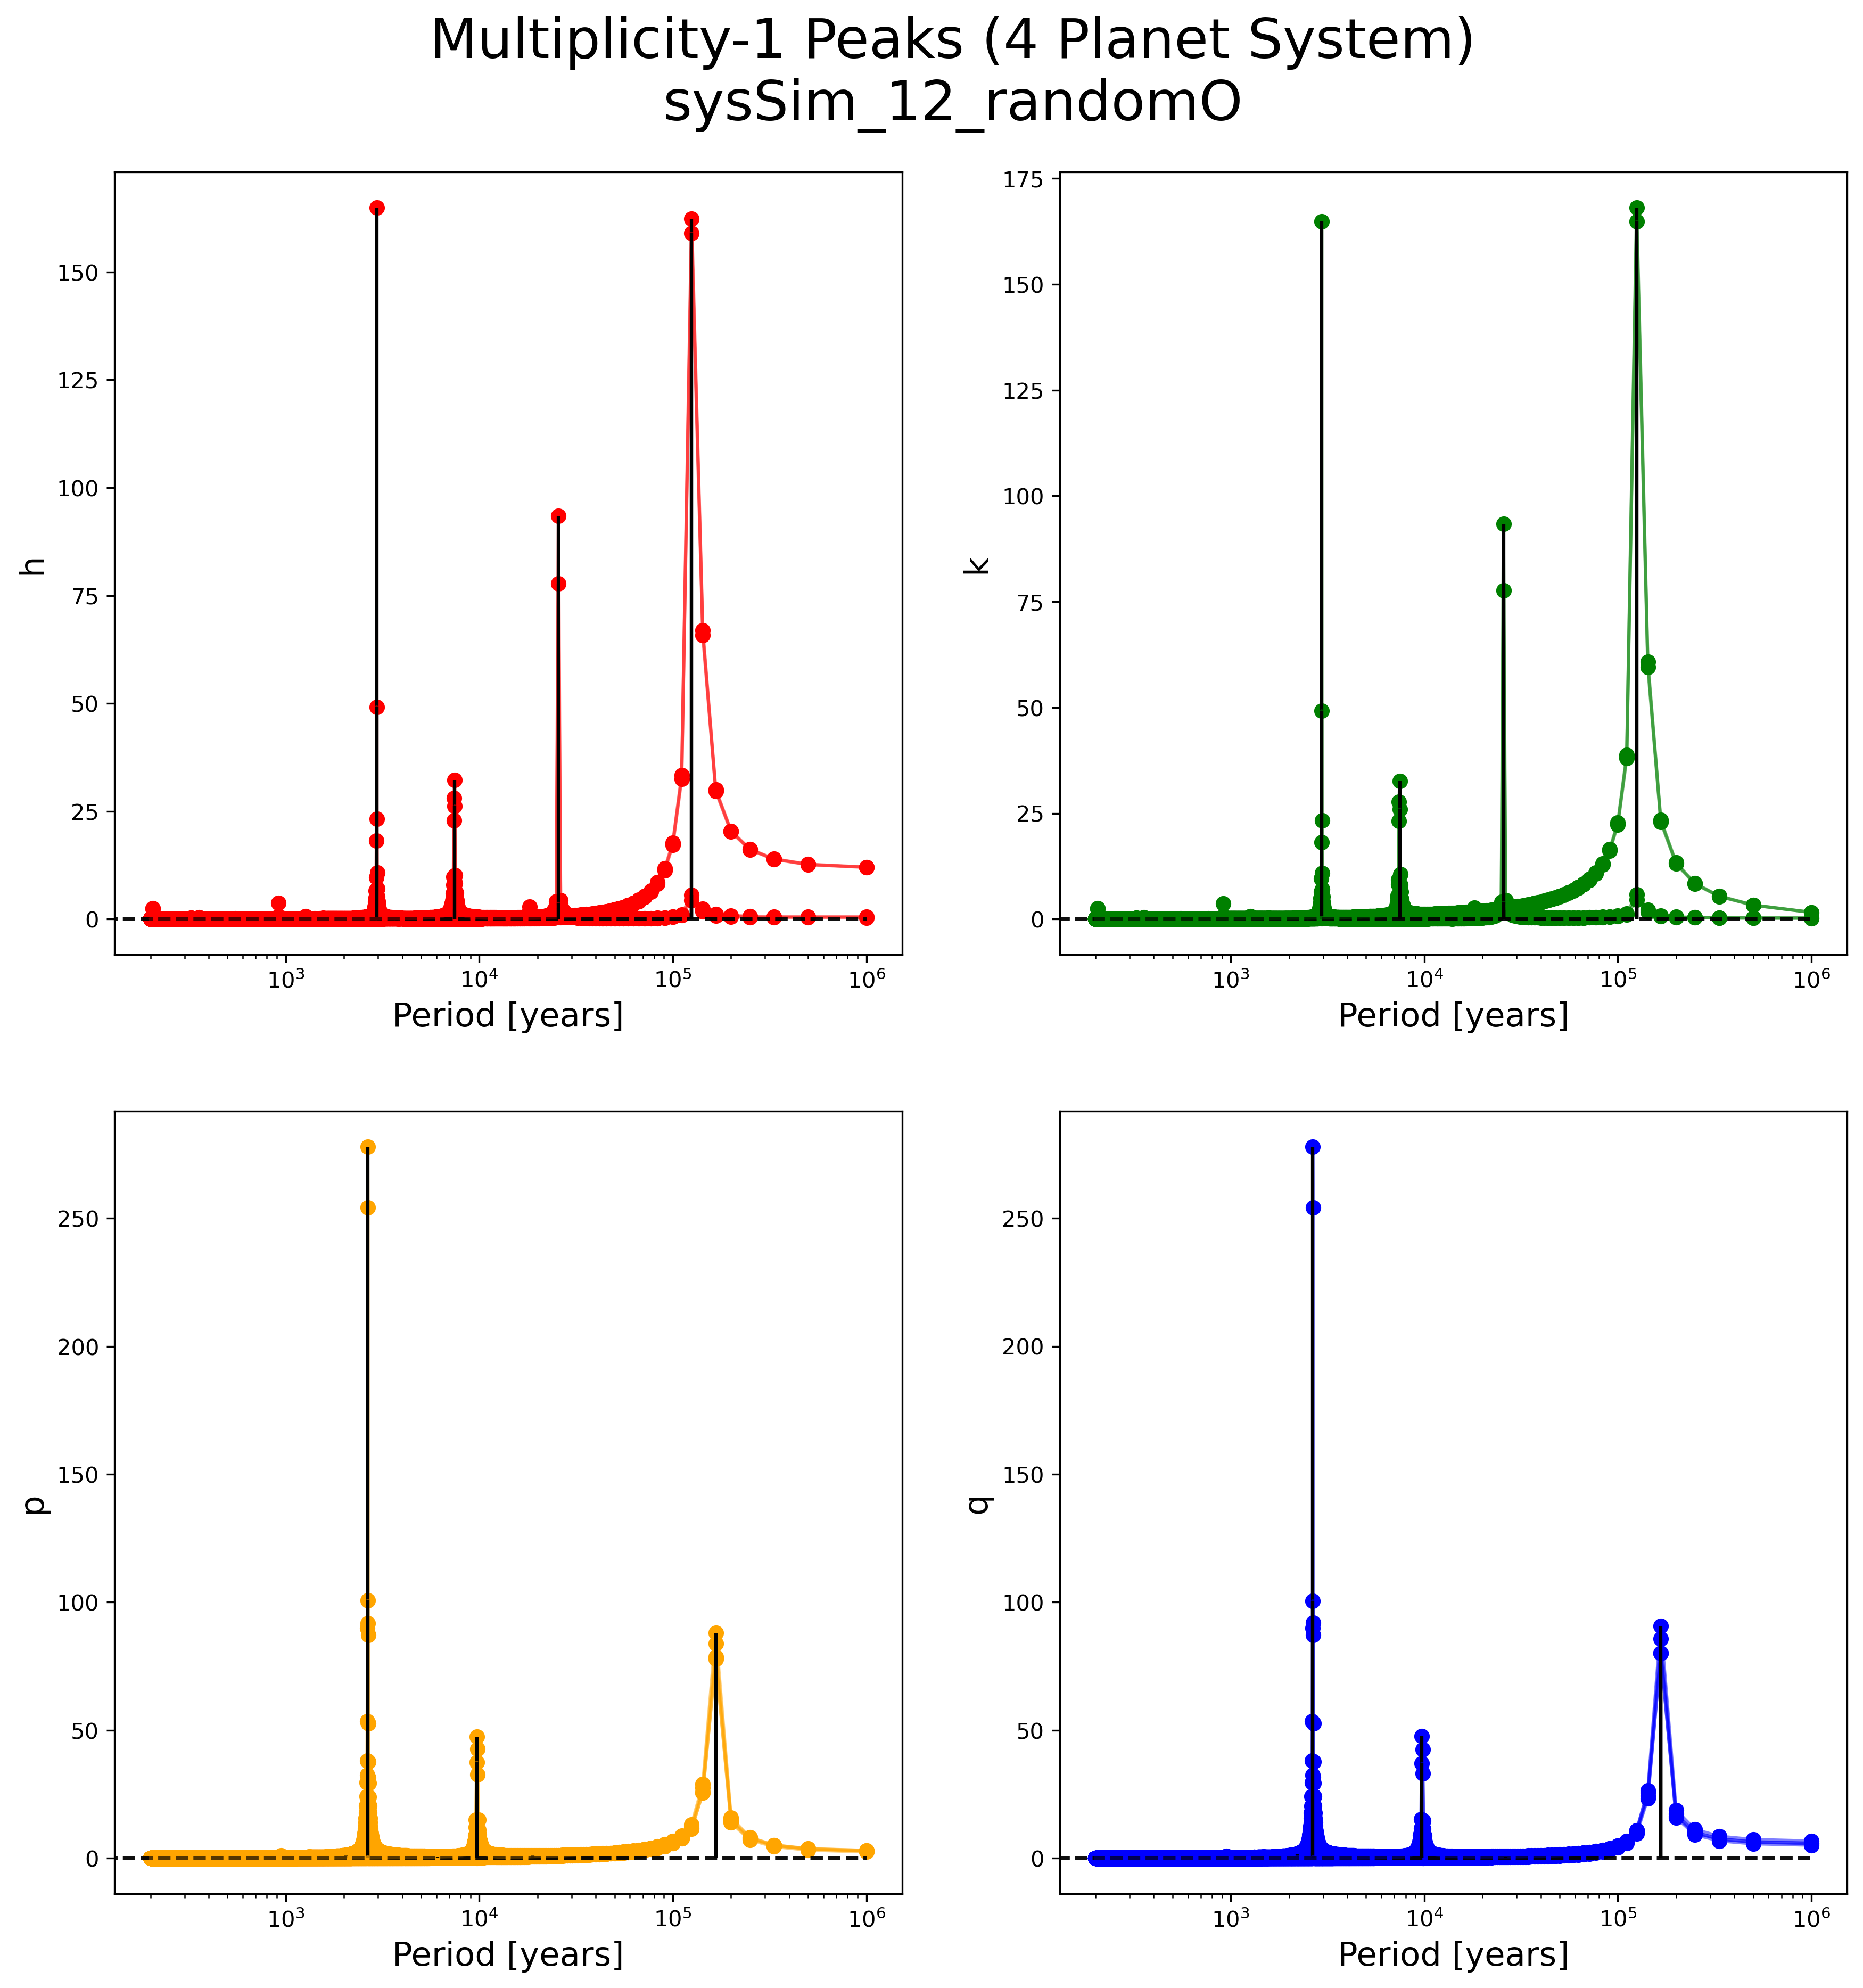 Multiplicity-1 Peaks (4 Planet System)
sysSim_12_randomO
h
150
125
100
75
50
25
0
10³ 10⁴ 10⁵ 10⁶
Period [years]
k
175
150
125
100
75
50
25
0
10³ 10⁴ 10⁵ 10⁶
Period [years]
p
250
200
150
100
50
0
10³ 10⁴ 10⁵ 10⁶
Period [years]
q
250
200
150
100
50
0
10³ 10⁴ 10⁵ 10⁶
Period [years]